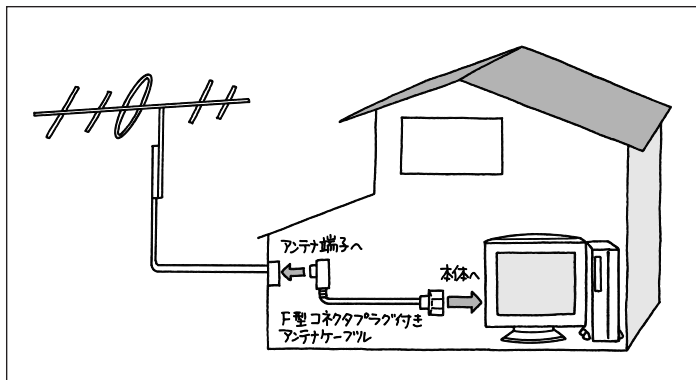 アンテナ端子へ
本体へ
F型コネクタプラグ付き
アンテナケーブル